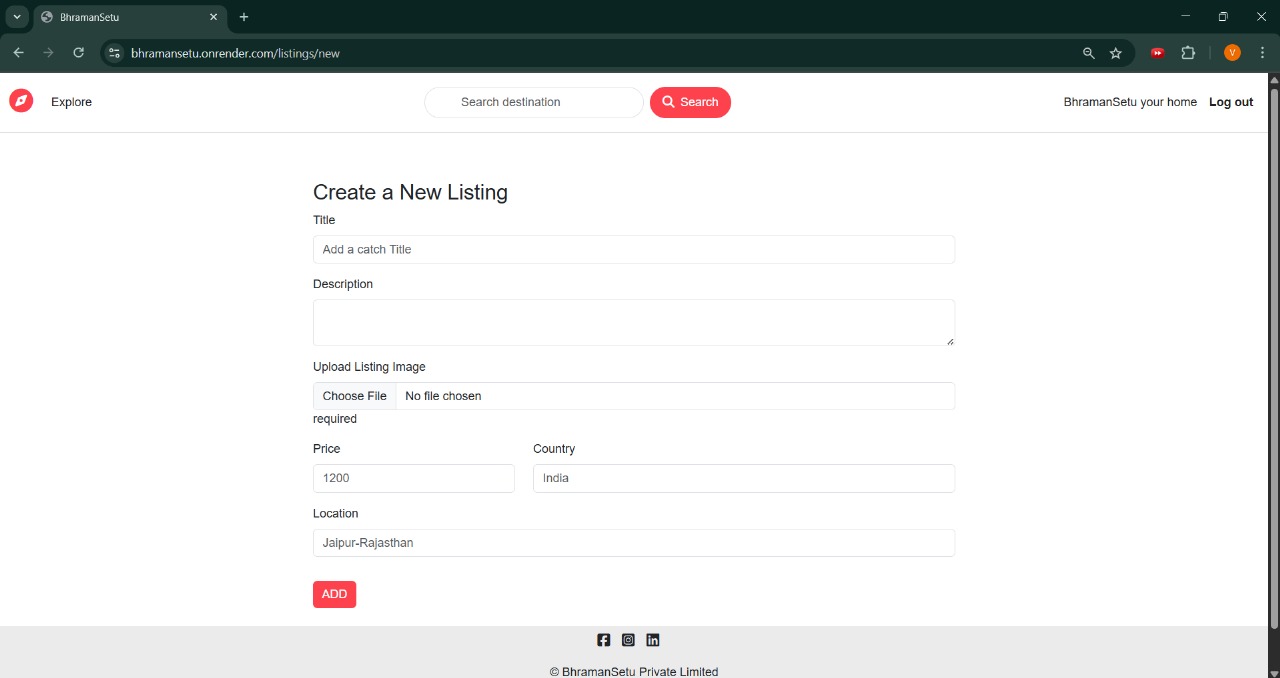 BhramanSetu
bhramansetu.onrender.com/listings/new
V
Explore
Search destination
Search
BhramanSetu your home
Log out
Create a New Listing
Title
Add a catch Title
Description
Upload Listing Image
Choose File No file chosen
required
Price Country
1200 India
Location
Jaipur-Rajasthan
ADD
© BhramanSetu Private Limited